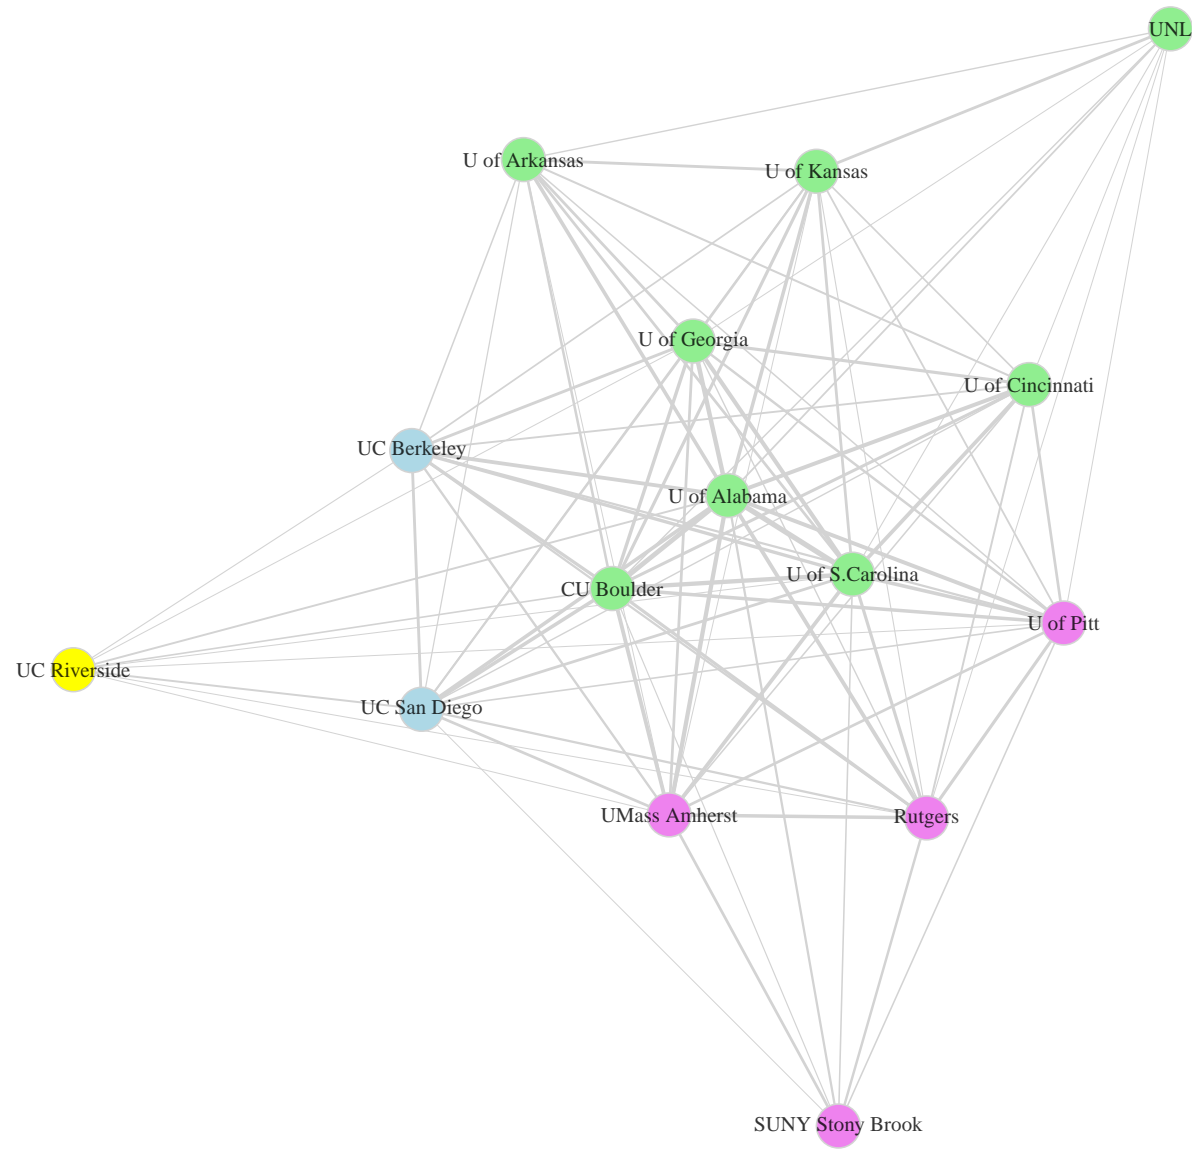 UNL
U of Arkansas
U of Kansas
U of Georgia
U of Cincinnati
UC Berkeley
U of Alabama
U of S.Carolina
CU Boulder
U of Pitt
UC Riverside
UC San Diego
UMass Amherst
Rutgers
SUNY Stony Brook